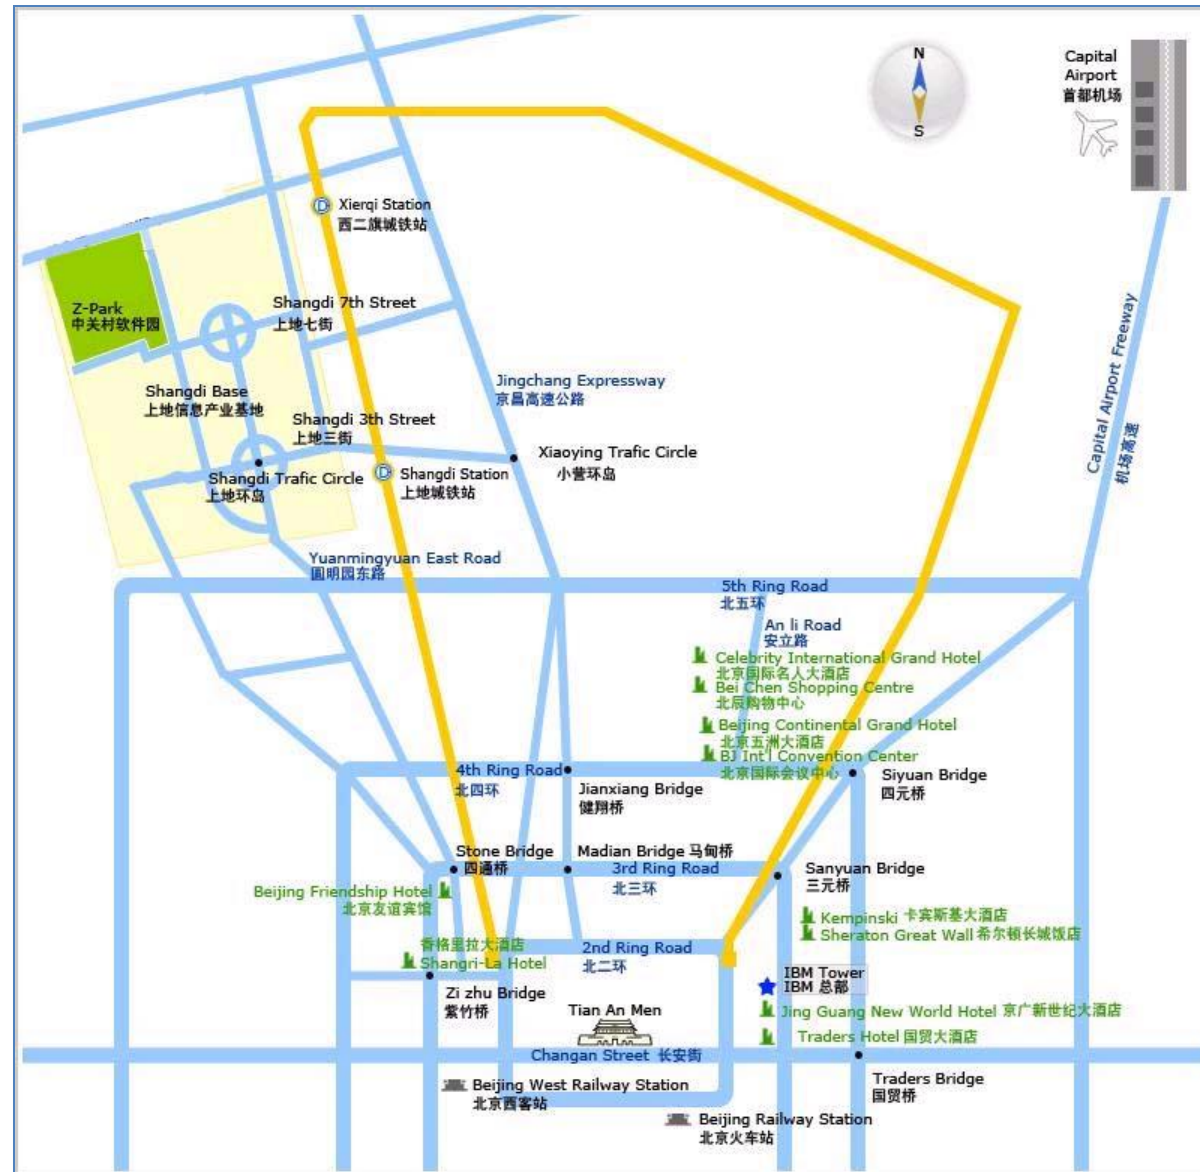 N
S
Capital
Airport
首都机场
Xierqi Station
西二旗城铁站
Z-Park
中关村软件园
Shangdi 7th Street
上地七街
Capital Airport Freeway
机场高速
Jingchang Expressway
京昌高速公路
Shangdi Base
上地信息产业基地
Shangdi 3th Street
上地三街
Xiaoying Trafic Circle
小营环岛
D
D
Shangdi Trafic Circle
上地环岛
Shangdi Station
上地城铁站
Yuanmingyuan East Road
圆明园东路
5th Ring Road
北五环
An li Road
安立路
Celebrity International Grand Hotel
北京国际名人大酒店
Bei Chen Shopping Centre
北辰购物中心
Beijing Continental Grand Hotel
北京五洲大酒店
BJ Int'l Convention Center
北京国际会议中心
4th Ring Road
北四环
Jianxiang Bridge
健翔桥
Siyuan Bridge
四元桥
Stone Bridge
四通桥
Madian Bridge 马甸桥
3rd Ring Road
北三环
Sanyuan Bridge
三元桥
Beijing Friendship Hotel
北京友谊宾馆
Kempinski 卡宾斯基大酒店
Sheraton Great Wall 希尔顿长城饭店
香格里拉大酒店
Shangri-La Hotel
2nd Ring Road
北二环
Zi zhu Bridge
紫竹桥
IBM Tower
IBM 总部
Tian An Men
Jing Guang New World Hotel 京广新世纪大酒店
Traders Hotel 国贸大酒店
Changan Street 长安街
Traders Bridge
国贸桥
Beijing West Railway Station
北京西客站
Beijing Railway Station
北京火车站